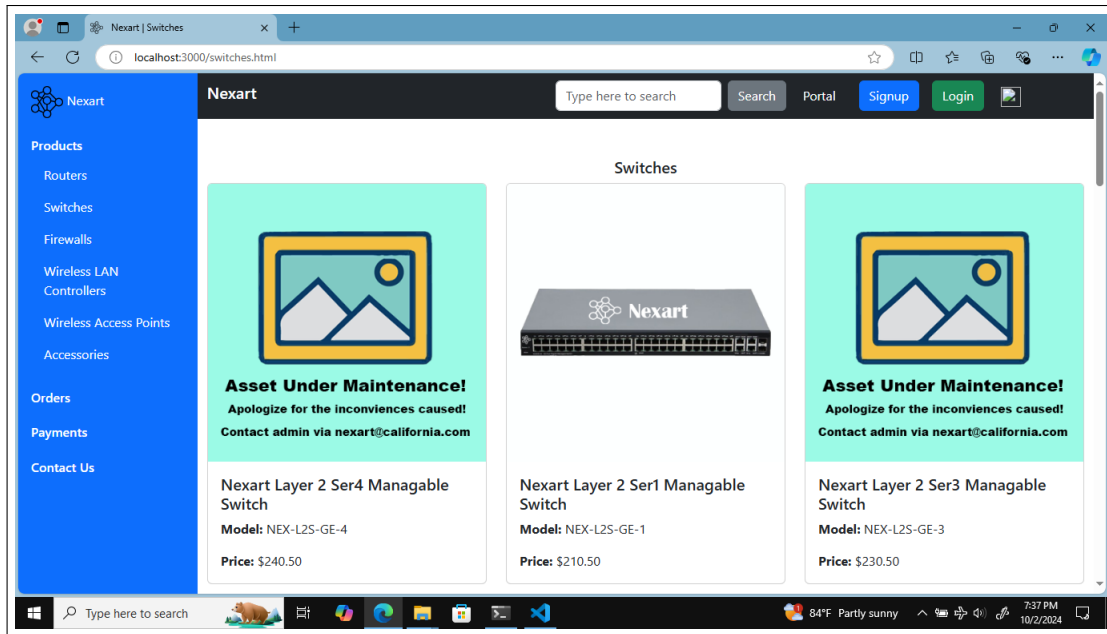 Nexart | Switches
localhost:3000/switches.html
Nexart
Nexart
Type here to search
Search
Portal
Signup
Login
Products
Routers
Switches
Firewalls
Wireless LAN
Controllers
Wireless Access Points
Accessories
Orders
Payments
Contact Us
Switches
Asset Under Maintenance!
Apologize for the inconviences caused!
Contact admin via nexart@california.com
Nexart Layer 2 Ser4 Managable
Switch
Model: NEX-L2S-GE-4
Price: $240.50
Nexart
Nexart Layer 2 Ser1 Managable
Switch
Model: NEX-L2S-GE-1
Price: $210.50
Asset Under Maintenance!
Apologize for the inconviences caused!
Contact admin via nexart@california.com
Nexart Layer 2 Ser3 Managable
Switch
Model: NEX-L2S-GE-3
Price: $230.50
Type here to search
84°F Partly sunny
7:37 PM
10/2/2024